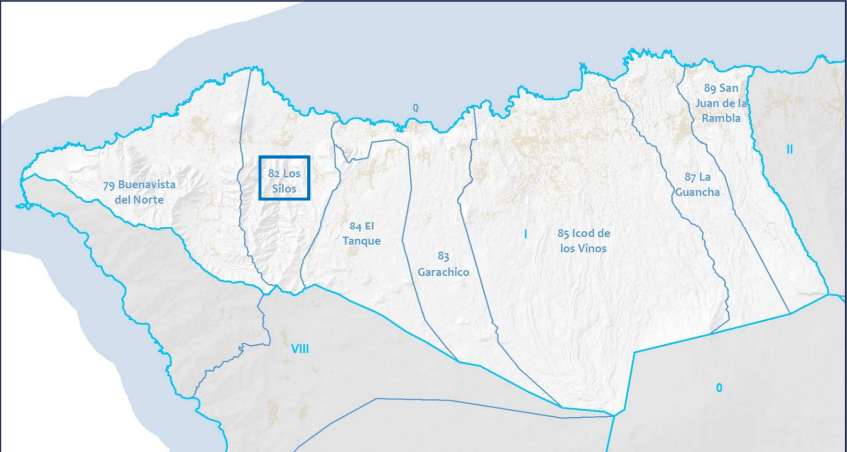 89 San
Juan de la
Rambla
Q
II
82 Los
Silos
79 Buenavista
del Norte
87 La
Guancha
84 El
Tanque
I
85 Icod de
los Vinos
83
Garachico
VIII
0